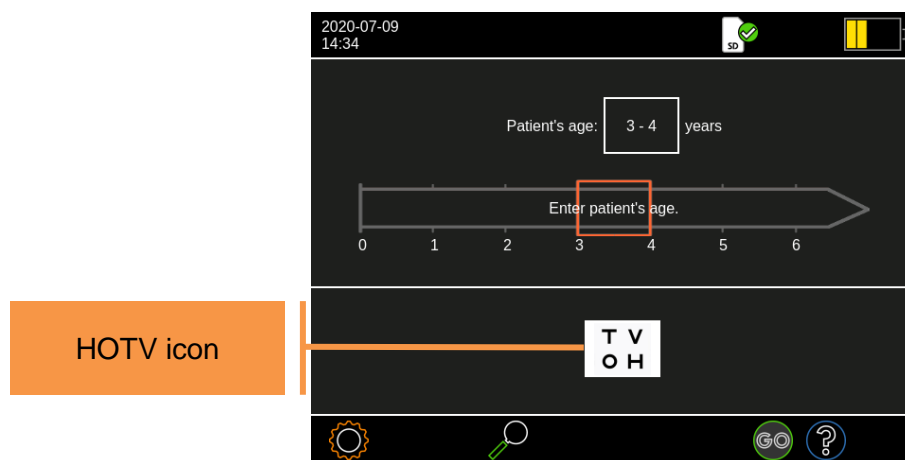 2020-07-09
14:34
SD
Patient's age: 3 - 4 years
Enter patient's age.
0 1 2 3 4 5 6
HOTV icon
T V
O H
GO ?